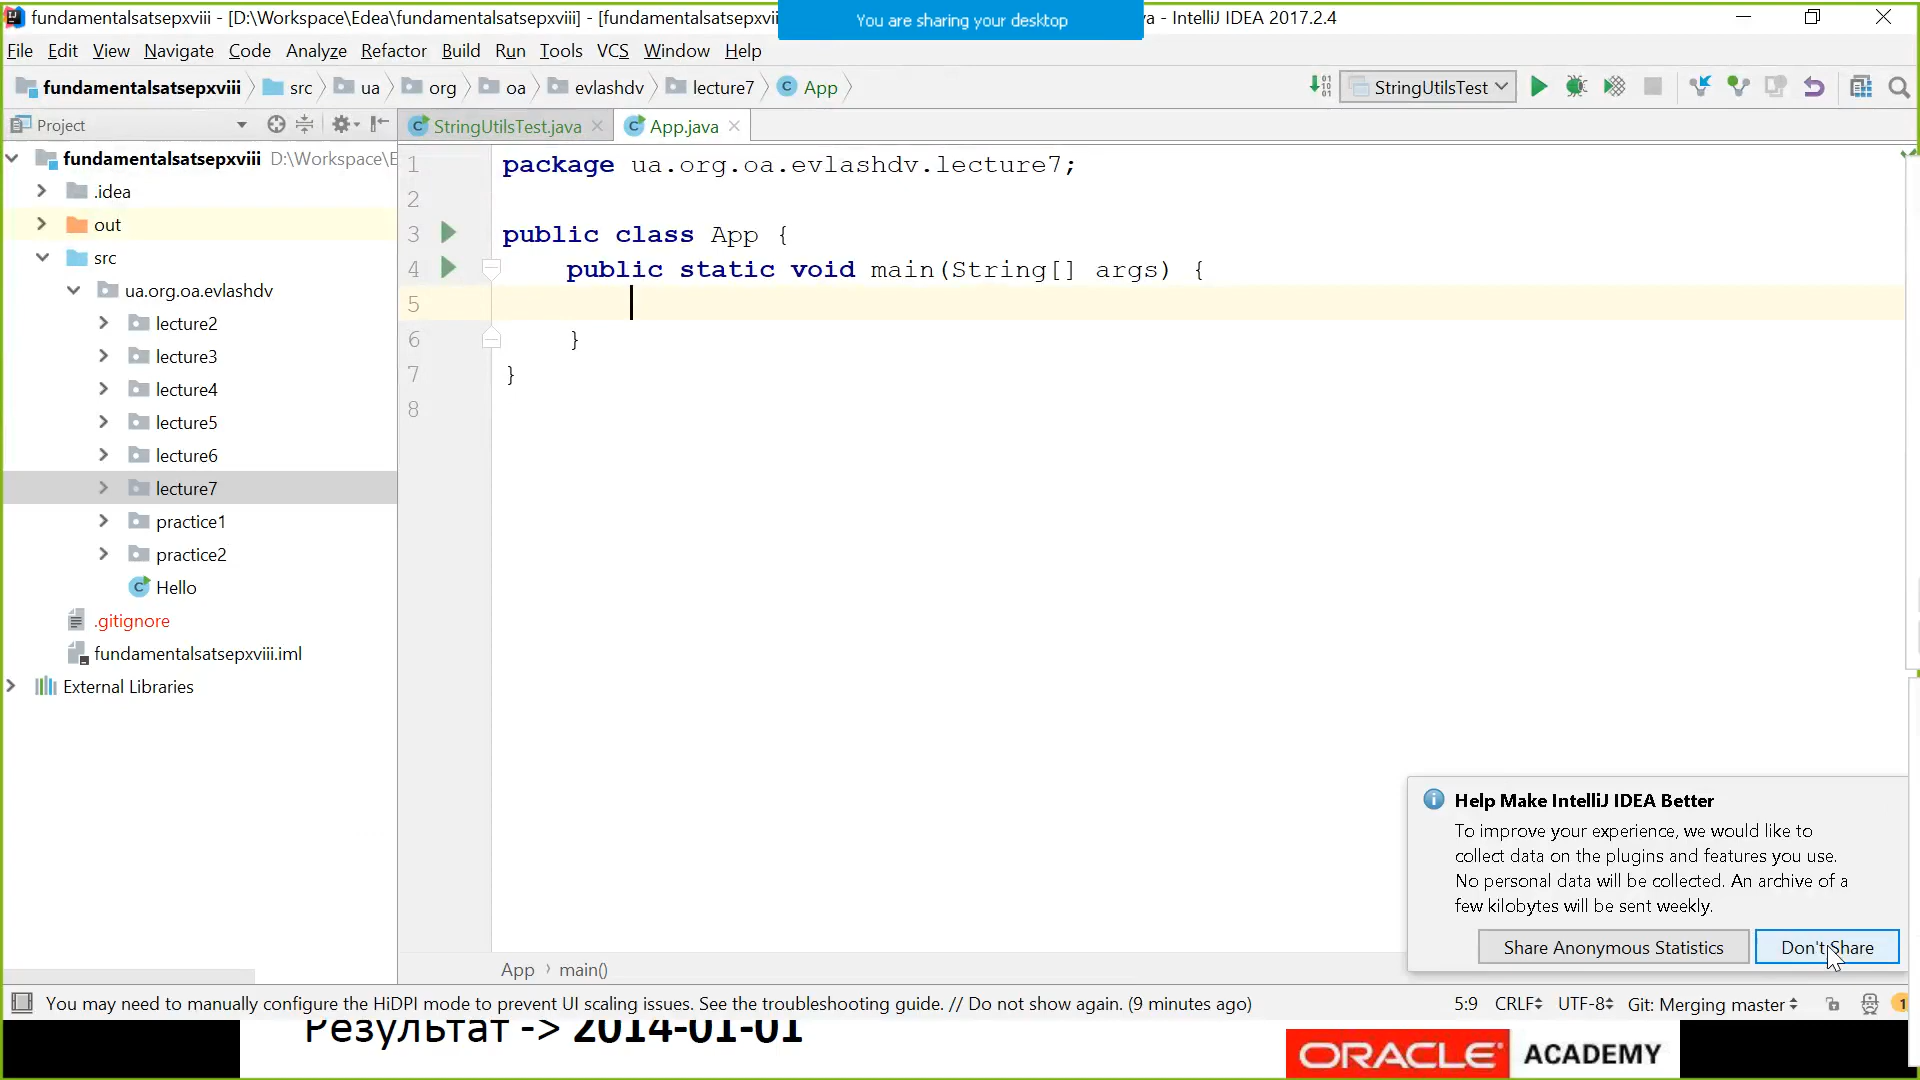 fundamentalsatsepxviii - [D:\Workspace\Edea\fundamentalsatsepxviii] - [fundamentalsatsepxvii
You are sharing your desktop
- IntelliJ IDEA 2017.2.4
File Edit View Navigate Code Analyze Refactor Build Run Tools VCS Window Help
fundamentalsatsepxviii src ua org oa evlashdv lecture7 App
StringUtilsTest
Project
StringUtilsTest.java App.java
fundamentalsatsepxviii D:\Workspace\E
.idea
out
src
ua.org.oa.evlashdv
lecture2
lecture3
lecture4
lecture5
lecture6
lecture7
practice1
practice2
Hello
.gitignore
fundamentalsatsepxviii.iml
External Libraries
1 package ua.org.oa.evlashdv.lecture7;
2
3 public class App {
4 public static void main(String[] args) {
5
6 }
7 }
8
App › main()
Help Make IntelliJ IDEA Better
To improve your experience, we would like to
collect data on the plugins and features you use.
No personal data will be collected. An archive of a
few kilobytes will be sent weekly.
Share Anonymous Statistics Don't Share
You may need to manually configure the HiDPI mode to prevent UI scaling issues. See the troubleshooting guide. // Do not show again. (9 minutes ago)
5:9 CRLF UTF-8 Git: Merging master 1
Результат -> 2014-01-01
ORACLE ACADEMY